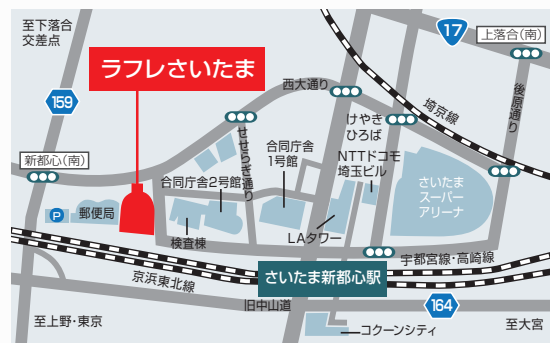 至下落合
交差点
17
上落合(南)
ラフレさいたま
159
西大通り
埼京線
後原通り
けやき
ひろば
せせらぎ通り
合同庁舎
1号館
NTTドコモ
埼玉ビル
新都心(南)
合同庁舎2号館
さいたま
スーパー
アリーナ
P
郵便局
検査棟
LAタワー
宇都宮線・高崎線
京浜東北線
さいたま新都心駅
旧中山道
164
至上野・東京
コクーンシティ
至大宮